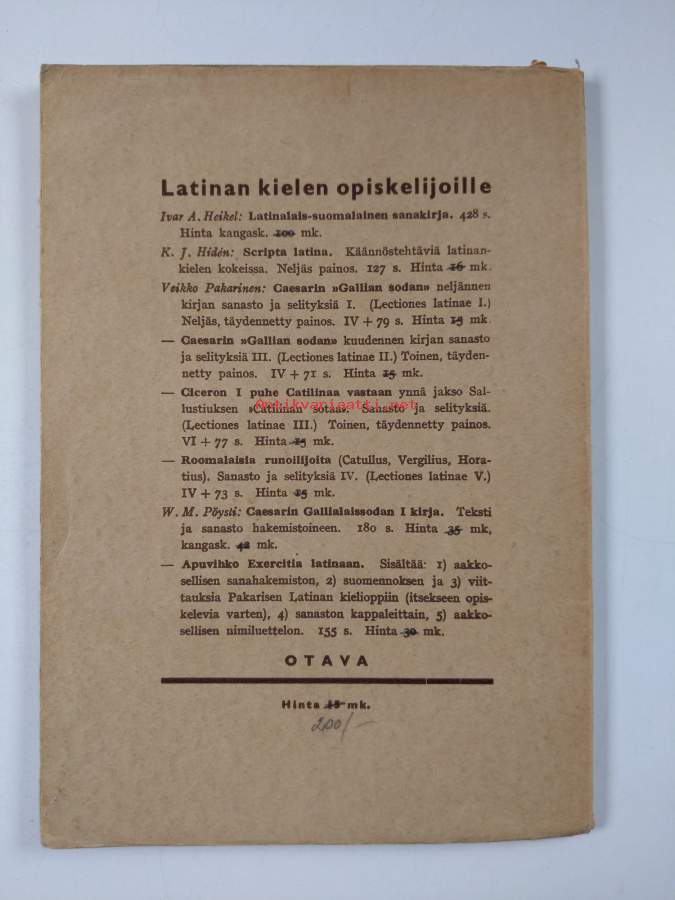 Latinan kielen opiskelijoille
Ivar A. Heikel: Latinalais-suomalainen sanakirja. 428 s.
Hinta kangask. 100 mk.
K. J. Hidén: Scripta latina. Käännöstehtäviä latinan-
kielen kokeissa. Neljäs painos. 127 s. Hinta 16 mk.
Veikko Pakarinen: Caesarin »Gallian sodan» neljännen
kirjan sanasto ja selityksiä I. (Lectiones latinae I.)
Neljäs, täydennetty painos. IV + 79 s. Hinta 15 mk
— Caesarin »Gallian sodan» kuudennen kirjan sanasto
ja selityksiä III. (Lectiones latinae II.) Toinen, täyden-
netty painos. IV + 71 s. Hinta 15 mk.
— Ciceron I puhe Catilinaa vastaan ynnä jakso Sal-
lustiuksen »Catilinan sotaa». Sanasto ja selityksiä.
antikvariaatti.net
(Lectiones latinae III.) Toinen, täydennetty painos.
VI + 77 s. Hinta 15 mk.
— Roomalaisia runoilijoita (Catullus, Vergilius, Hora-
tius). Sanasto ja selityksiä IV. (Lectiones latinae V.)
IV + 73 s. Hinta 15 mk.
W. M. Pöysti: Caesarin Gallialaissodan I kirja. Teksti
ja sanasto hakemistoineen. 180 s. Hinta 35 mk,
kangask. 42 mk.
— Apuvihko Exercitia latinaan. Sisältää: 1) aakko-
sellisen sanahakemiston, 2) suomennoksen ja 3) viit-
tauksia Pakarisen Latinan kielioppiin (itsekseen opis-
kelevia varten), 4) sanaston kappaleittain, 5) aakko-
sellisen nimiluettelon. 155 s. Hinta 30 mk.
OTAVA
Hinta 15 mk.
200/-